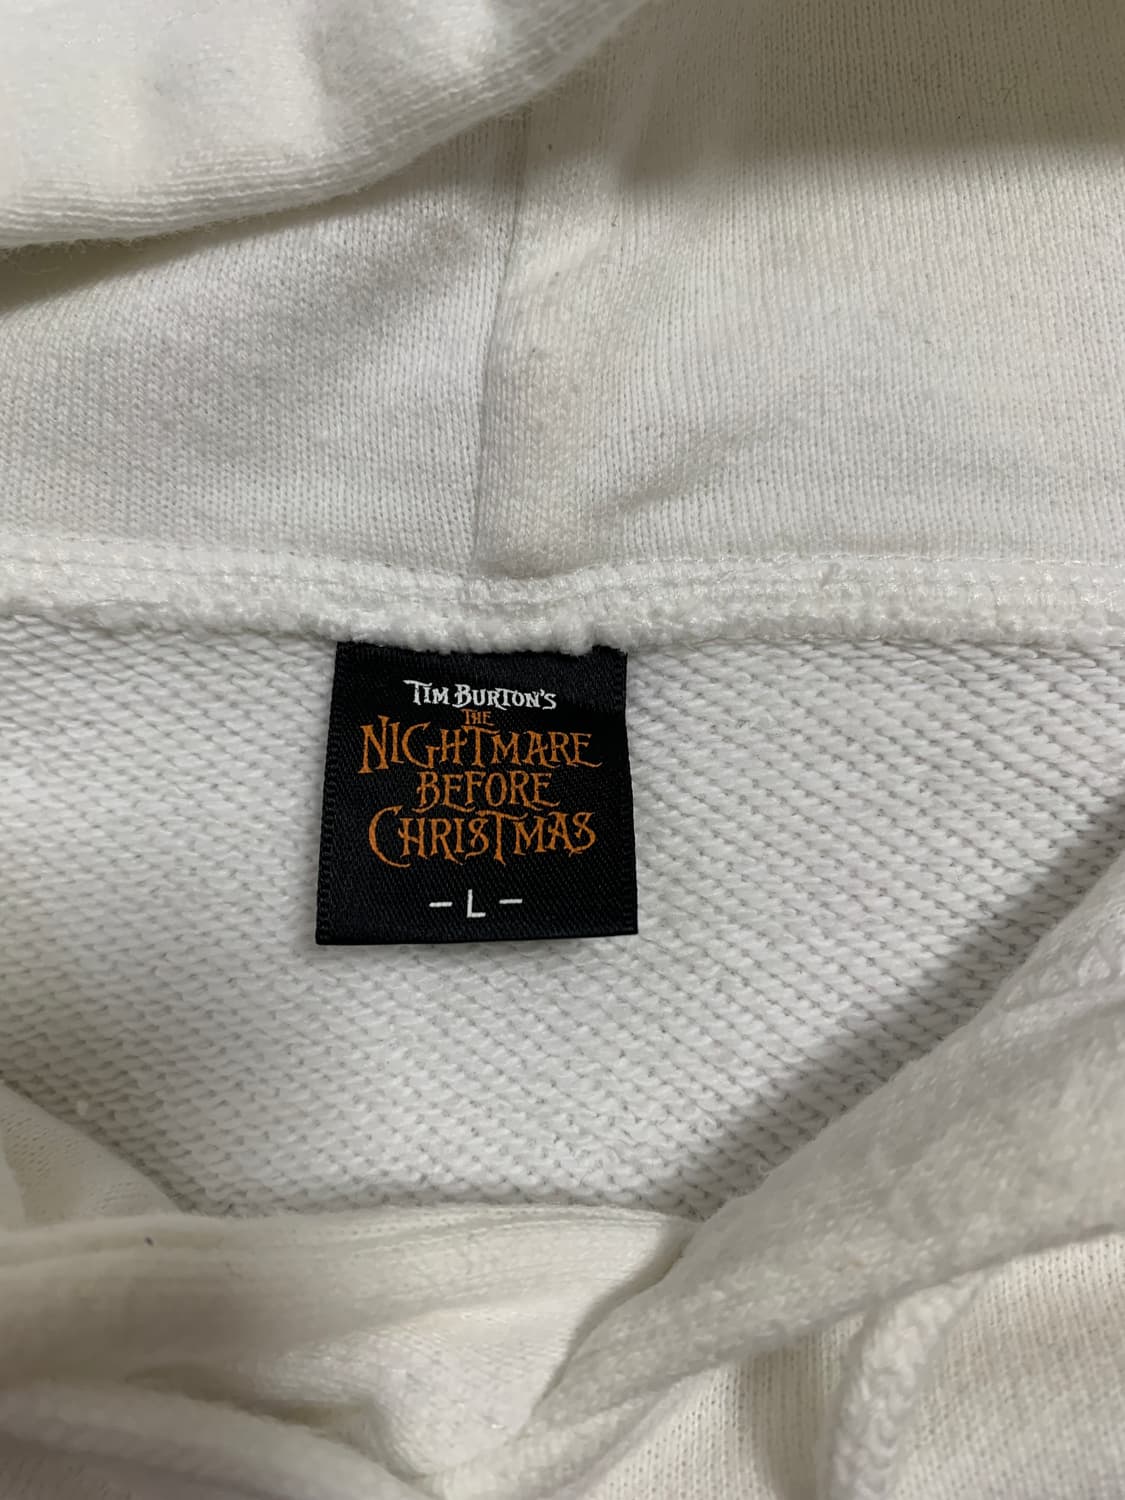 TIM BURTON'S
THE
NIGHTMARE
BEFORE
CHRISTMAS
- L -